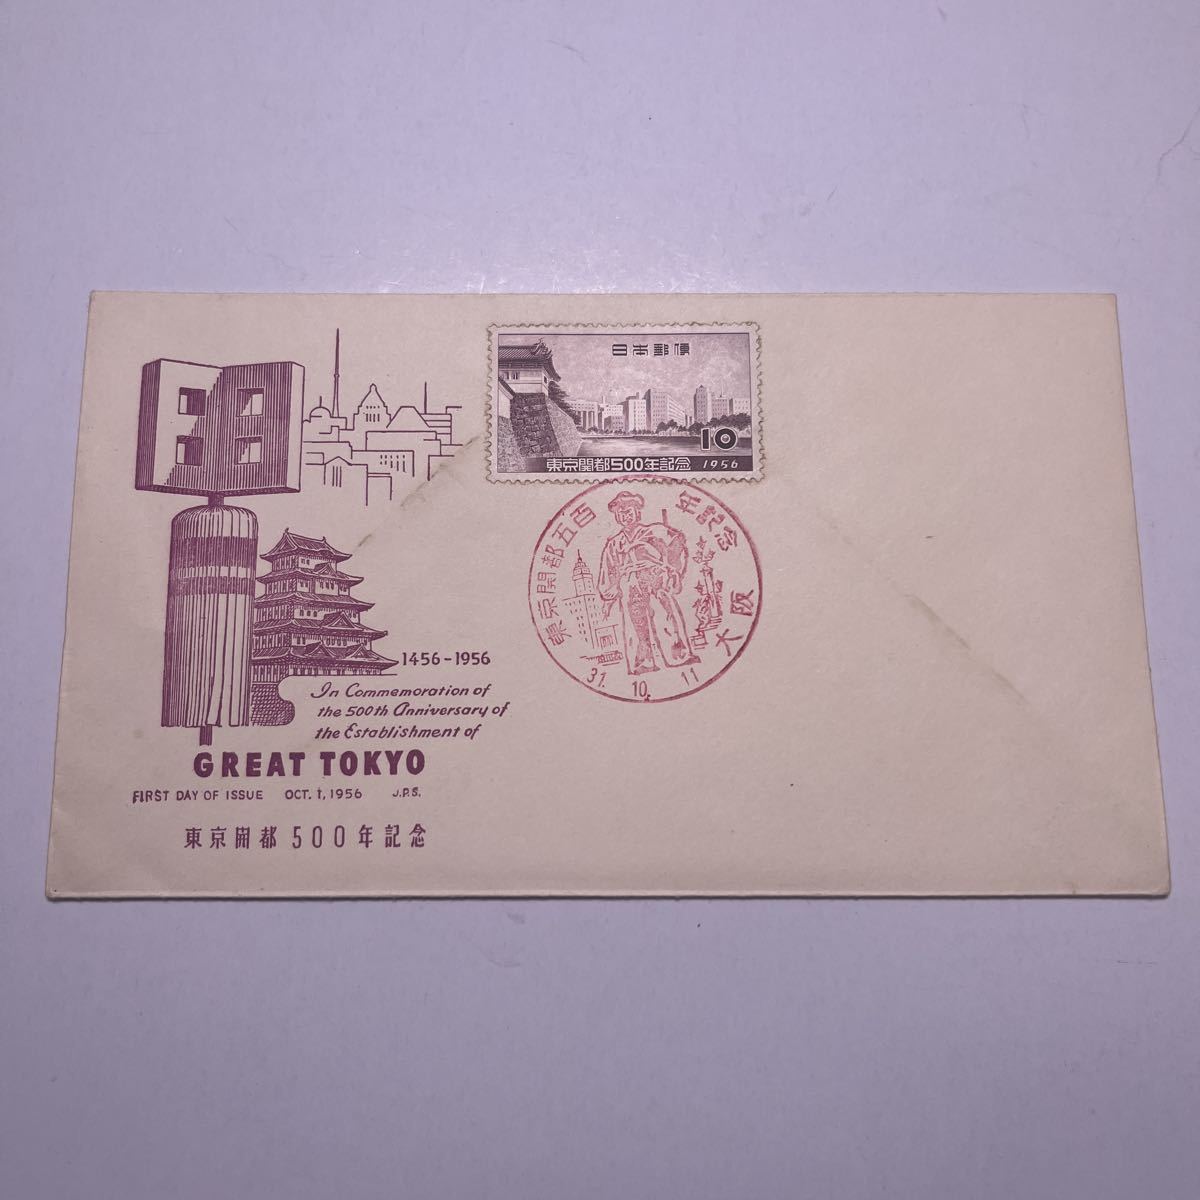 日本郵便
10
東京開都500年記念 1956
東京開都五百年記念
大阪
31. 10. 11
1456-1956
In Commemoration of
the 500th Anniversary of
the Establishment of
GREAT TOKYO
FIRST DAY OF ISSUE OCT. 1, 1956 J.P.S.
東京開都 500年記念